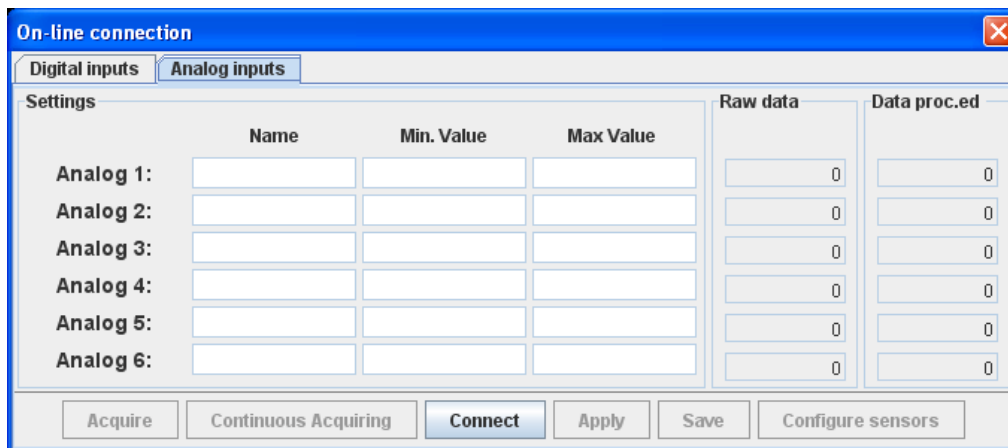 On-line connection
Digital inputs Analog inputs
Settings Raw data Data proc.ed
Name Min. Value Max Value
Analog 1: 0 0
Analog 2: 0 0
Analog 3: 0 0
Analog 4: 0 0
Analog 5: 0 0
Analog 6: 0 0
Acquire Continuous Acquiring Connect Apply Save Configure sensors